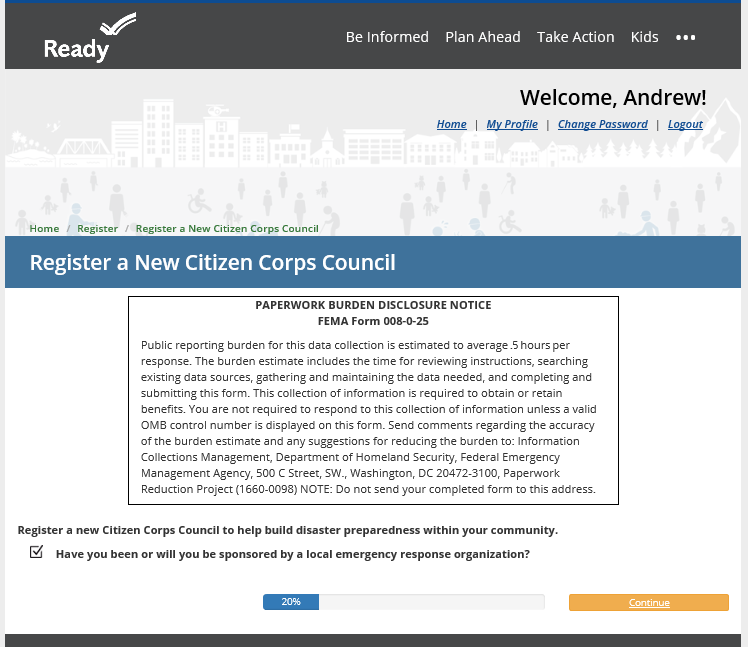 Ready
Be Informed Plan Ahead Take Action Kids •••
Welcome, Andrew!
Home | My Profile | Change Password | Logout
Home / Register / Register a New Citizen Corps Council
Register a New Citizen Corps Council
PAPERWORK BURDEN DISCLOSURE NOTICE
FEMA Form 008-0-25
Public reporting burden for this data collection is estimated to average .5 hours per
response. The burden estimate includes the time for reviewing instructions, searching
existing data sources, gathering and maintaining the data needed, and completing and
submitting this form. This collection of information is required to obtain or retain
benefits. You are not required to respond to this collection of information unless a valid
OMB control number is displayed on this form. Send comments regarding the accuracy
of the burden estimate and any suggestions for reducing the burden to: Information
Collections Management, Department of Homeland Security, Federal Emergency
Management Agency, 500 C Street, SW., Washington, DC 20472-3100, Paperwork
Reduction Project (1660-0098) NOTE: Do not send your completed form to this address.
Register a new Citizen Corps Council to help build disaster preparedness within your community.
Have you been or will you be sponsored by a local emergency response organization?
20%
Continue